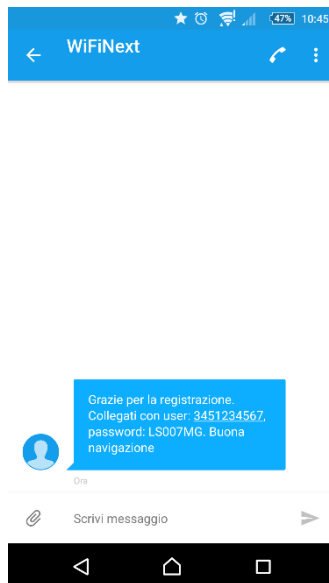 47% 10:45
WiFiNext
Grazie per la registrazione.
Collegati con user: 3451234567,
password: LS007MG. Buona
navigazione
Ora
Scrivi messaggio